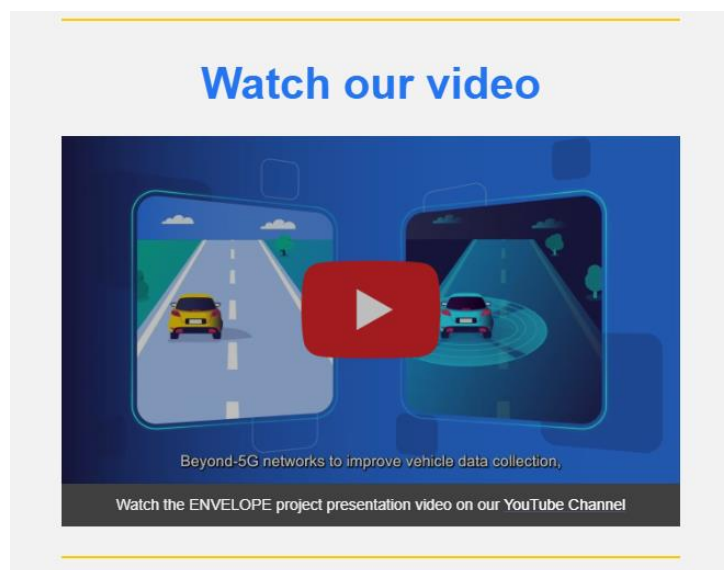 Watch our video
Beyond-5G networks to improve vehicle data collection,
Watch the ENVELOPE project presentation video on our YouTube Channel